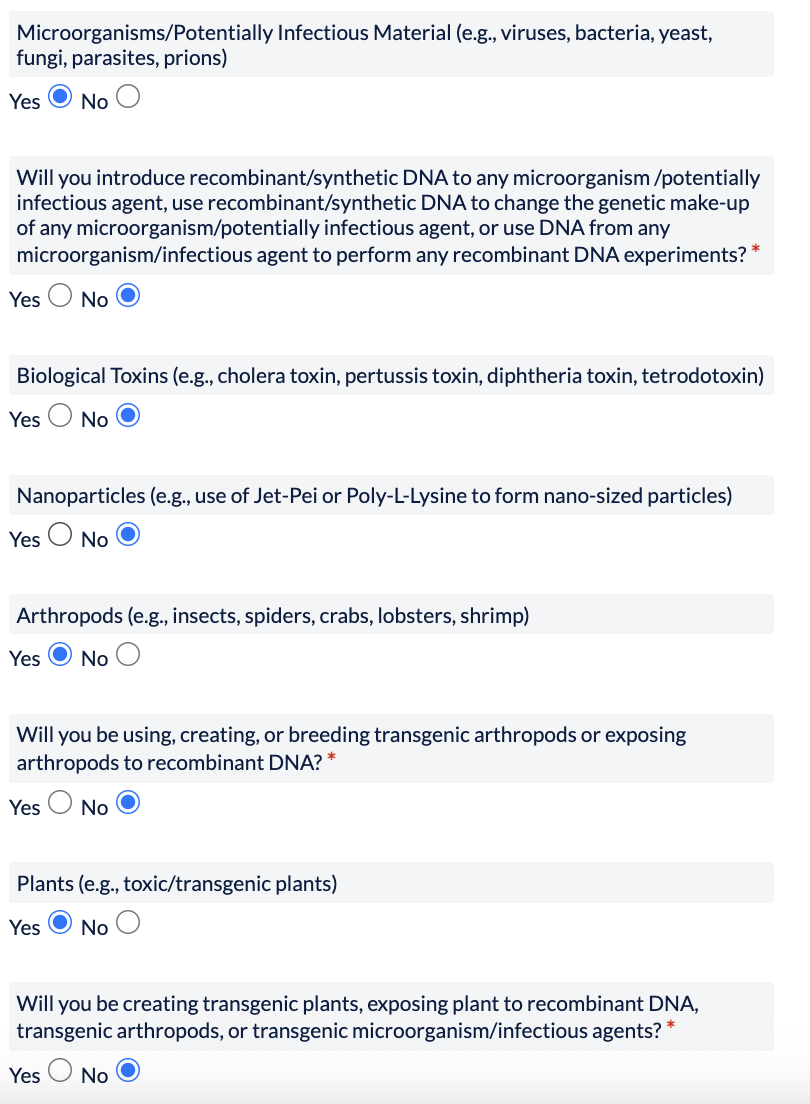 Microorganisms/Potentially Infectious Material (e.g., viruses, bacteria, yeast,
fungi, parasites, prions)
Yes No
Will you introduce recombinant/synthetic DNA to any microorganism /potentially
infectious agent, use recombinant/synthetic DNA to change the genetic make-up
of any microorganism/potentially infectious agent, or use DNA from any
microorganism/infectious agent to perform any recombinant DNA experiments? *
Yes No
Biological Toxins (e.g., cholera toxin, pertussis toxin, diphtheria toxin, tetrodotoxin)
Yes No
Nanoparticles (e.g., use of Jet-Pei or Poly-L-Lysine to form nano-sized particles)
Yes No
Arthropods (e.g., insects, spiders, crabs, lobsters, shrimp)
Yes No
Will you be using, creating, or breeding transgenic arthropods or exposing
arthropods to recombinant DNA? *
Yes No
Plants (e.g., toxic/transgenic plants)
Yes No
Will you be creating transgenic plants, exposing plant to recombinant DNA,
transgenic arthropods, or transgenic microorganism/infectious agents? *
Yes No